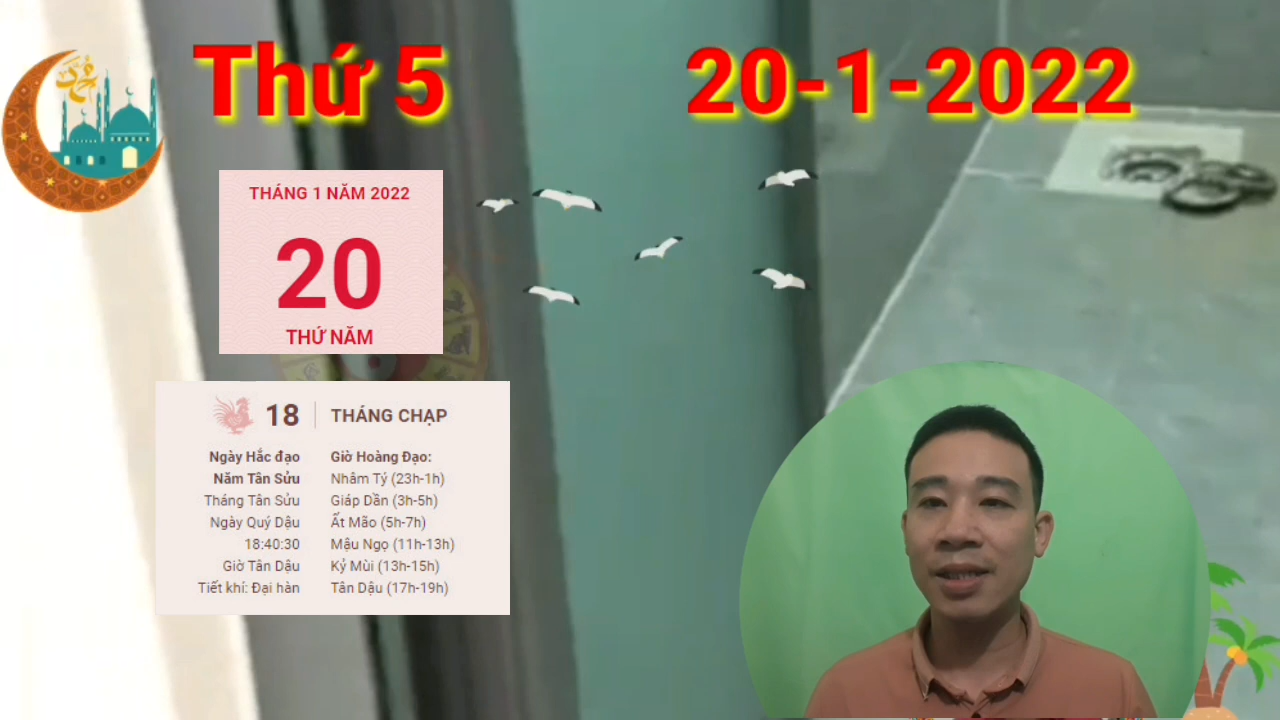 Thứ 5
20-1-2022
THÁNG 1 NĂM 2022
20
THỨ NĂM
18
THÁNG CHẠP
Ngày Hắc đạo
Năm Tân Sửu
Tháng Tân Sửu
Ngày Quý Dậu
18:40:30
Giờ Tân Dậu
Tiết khí: Đại hàn
Giờ Hoàng Đạo:
Nhâm Tý (23h-1h)
Giáp Dần (3h-5h)
Ất Mão (5h-7h)
Mậu Ngọ (11h-13h)
Kỷ Mùi (13h-15h)
Tân Dậu (17h-19h)